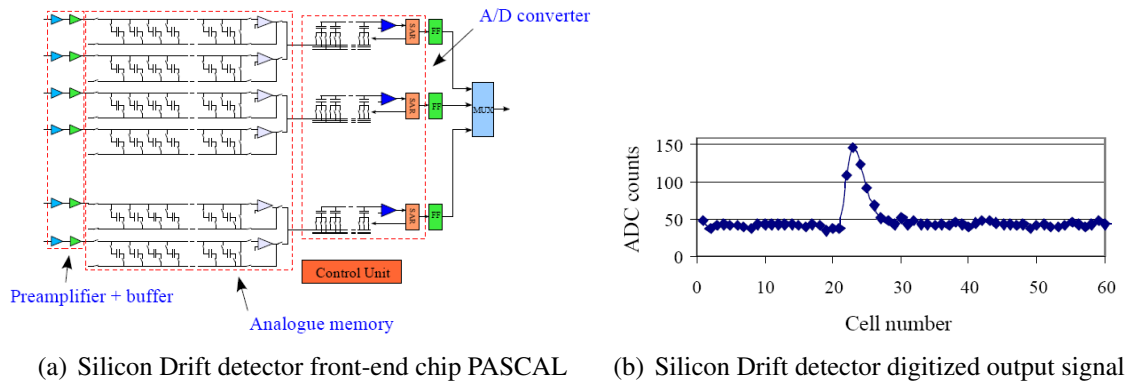 A/D converter
SAR
FF
MUX
SAR
FF
SAR
FF
Control Unit
Preamplifier + buffer
Analogue memory
150
100
50
0
ADC counts
0
10
20
30
40
50
60
Cell number
(a) Silicon Drift detector front-end chip PASCAL
(b) Silicon Drift detector digitized output signal